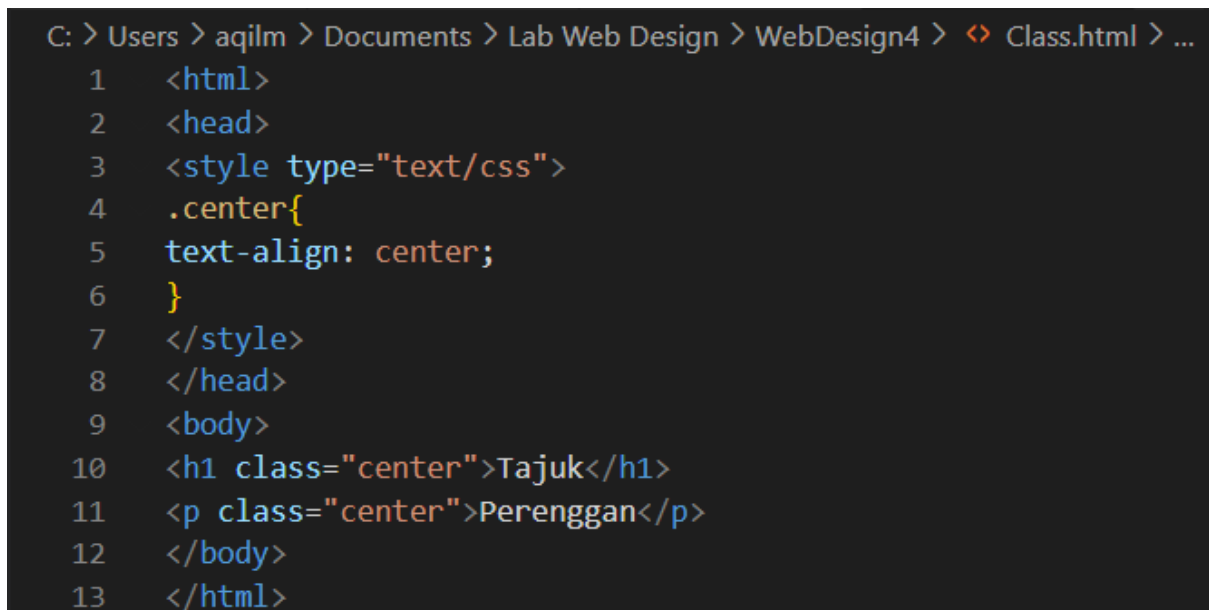 C: > Users > aqilm > Documents > Lab Web Design > WebDesign4 > <> Class.html > ...
1 <html>
2 <head>
3 <style type="text/css">
4 .center{
5 text-align: center;
6 }
7 </style>
8 </head>
9 <body>
10 <h1 class="center">Tajuk</h1>
11 <p class="center">Perenggan</p>
12 </body>
13 </html>